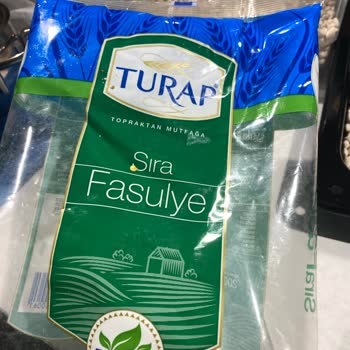 TURAP
TOPRAKTAN MUTFAĞA
Sıra
Fasulye